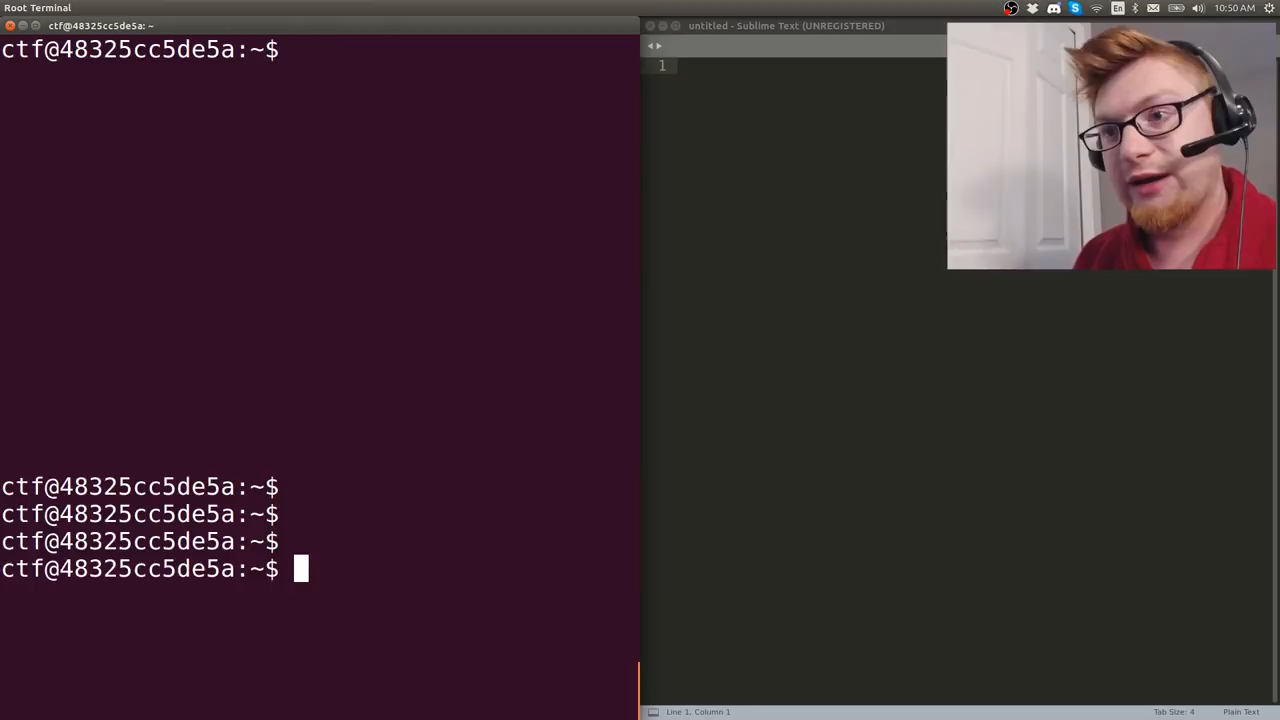 Root Terminal
En
10:50 AM
ctf@48325cc5de5a: ~
untitled - Sublime Text (UNREGISTERED)
ctf@48325cc5de5a:~$
1
ctf@48325cc5de5a:~$
ctf@48325cc5de5a:~$
ctf@48325cc5de5a:~$
ctf@48325cc5de5a:~$
Line 1, Column 1
Tab Size: 4
Plain Text